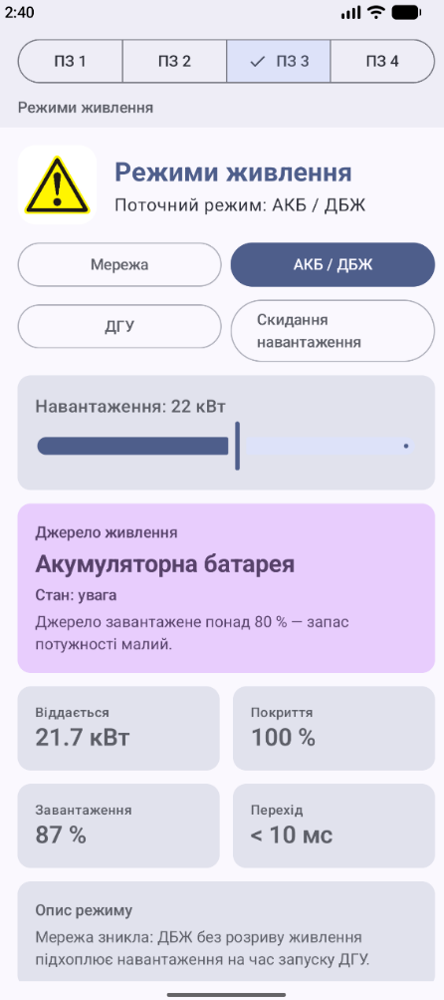 2:40
ПЗ 1
ПЗ 2
ПЗ 3
ПЗ 4
Режими живлення
Режими живлення
Поточний режим: АКБ / ДБЖ
Мережа
АКБ / ДБЖ
ДГУ
Скидання
навантаження
Навантаження: 22 кВт
Джерело живлення
Акумуляторна батарея
Стан: увага
Джерело завантажене понад 80 % — запас
потужності малий.
Віддається
21.7 кВт
Покриття
100 %
Завантаження
87 %
Перехід
< 10 мс
Опис режиму
Мережа зникла: ДБЖ без розриву живлення
підхоплює навантаження на час запуску ДГУ.